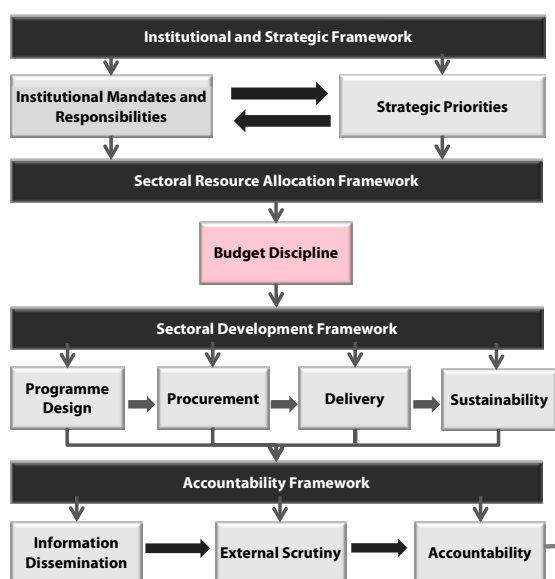 Institutional and Strategic Framework
Institutional Mandates and
Responsibilities
Strategic Priorities
Sectoral Resource Allocation Framework
Budget Discipline
Sectoral Development Framework
Programme
Design
Procurement
Delivery
Sustainability
Accountability Framework
Information
Dissemination
External Scrutiny
Accountability